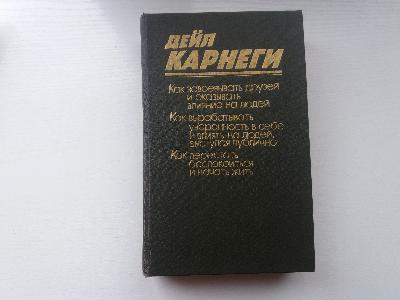 ДЕЙЛ
КАРНЕГИ
Как завоевывать друзей
и оказывать
влияние на людей
Как вырабатывать
уверенность в себе
и влиять на людей,
выступая публично
Как перестать
беспокоиться
и начать жить